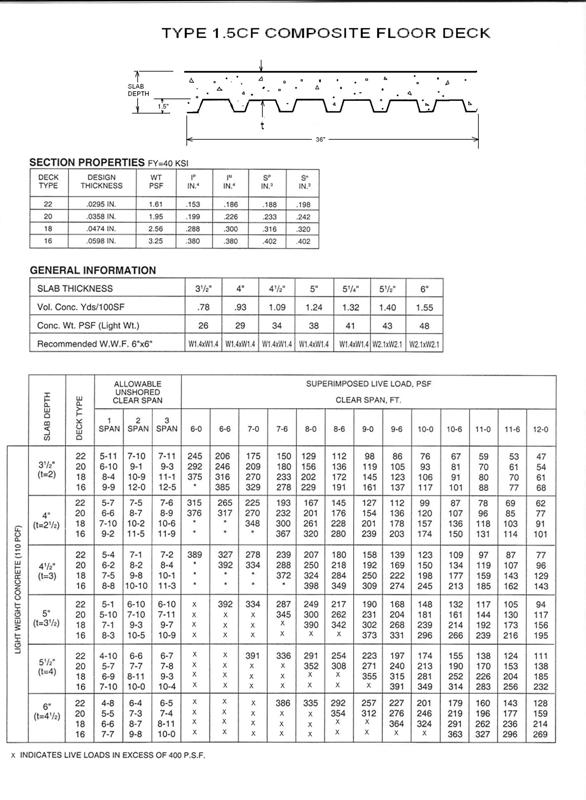 TYPE 1.5CF COMPOSITE FLOOR DECK
SLAB
DEPTH
1.5"
t
36"
SECTION PROPERTIES FY=40 KSI
DECK TYPE DESIGN THICKNESS WT PSF Iᴾ IN.⁴ Iᴺ IN.⁴ Sᴾ IN.³ Sᴺ IN.³
22 .0295 IN. 1.61 .153 .186 .188 .198
20 .0358 IN. 1.95 .199 .226 .233 .242
18 .0474 IN. 2.56 .288 .300 .316 .320
16 .0598 IN. 3.25 .380 .380 .402 .402
GENERAL INFORMATION
SLAB THICKNESS 3½" 4" 4½" 5" 5¼" 5½" 6"
Vol. Conc. Yds/100SF .78 .93 1.09 1.24 1.32 1.40 1.55
Conc. Wt. PSF (Light Wt.) 26 29 34 38 41 43 48
Recommended W.W.F. 6"x6" W1.4xW1.4 W1.4xW1.4 W1.4xW1.4 W1.4xW1.4 W1.4xW1.4 W2.1xW2.1 W2.1xW2.1
LIGHT WEIGHT CONCRETE (110 PCF)
SLAB DEPTH
DECK TYPE
ALLOWABLE UNSHORED CLEAR SPAN
SUPERIMPOSED LIVE LOAD, PSF
CLEAR SPAN, FT.
1 SPAN 2 SPAN 3 SPAN 6-0 6-6 7-0 7-6 8-0 8-6 9-0 9-6 10-0 10-6 11-0 11-6 12-0
3½" (t=2)
22 5-11 7-10 7-11 245 206 175 150 129 112 98 86 76 67 59 53 47
20 6-10 9-1 9-3 292 246 209 180 156 136 119 105 93 81 70 61 54
18 8-4 10-9 11-1 375 316 270 233 202 172 145 123 106 91 80 70 61
16 9-9 12-0 12-5 * 385 329 278 229 191 161 137 117 101 88 77 68
4" (t=2½)
22 5-7 7-5 7-6 315 265 225 193 167 145 127 112 99 87 78 69 62
20 6-6 8-7 8-9 376 317 270 232 201 176 154 136 120 107 96 85 77
18 7-10 10-2 10-6 * * 348 300 261 228 201 178 157 136 118 103 91
16 9-2 11-5 11-9 * * * 367 320 280 239 203 174 150 131 114 101
4½" (t=3)
22 5-4 7-1 7-2 389 327 278 239 207 180 158 139 123 109 97 87 77
20 6-2 8-2 8-4 * 392 334 288 250 218 192 169 150 134 119 107 96
18 7-5 9-8 10-1 * * * 372 324 284 250 222 198 177 159 143 129
16 8-8 10-10 11-3 * * * * 398 349 309 274 245 213 185 162 143
5" (t=3½)
22 5-1 6-10 6-10 x 392 334 287 249 217 190 168 148 132 117 105 94
20 5-10 7-10 7-11 x x x 345 300 262 231 204 181 161 144 130 117
18 7-1 9-3 9-7 x x x x 390 342 302 268 239 214 192 173 156
16 8-3 10-5 10-9 x x x x x x 373 331 296 266 239 216 195
5½" (t=4)
22 4-10 6-6 6-7 x x 391 336 291 254 223 197 174 155 138 124 111
20 5-7 7-7 7-8 x x x x 352 308 271 240 213 190 170 153 138
18 6-9 8-11 9-3 x x x x x x 355 315 281 252 226 204 185
16 7-10 10-0 10-4 x x x x x x x 391 349 314 283 256 232
6" (t=4½)
22 4-8 6-4 6-5 x x x 386 335 292 257 227 201 179 160 143 128
20 5-5 7-3 7-4 x x x x x 354 312 276 246 219 196 177 159
18 6-6 8-7 8-11 x x x x x x x 364 324 291 262 236 214
16 7-7 9-8 10-0 x x x x x x x x x 363 327 296 269
x INDICATES LIVE LOADS IN EXCESS OF 400 P.S.F.